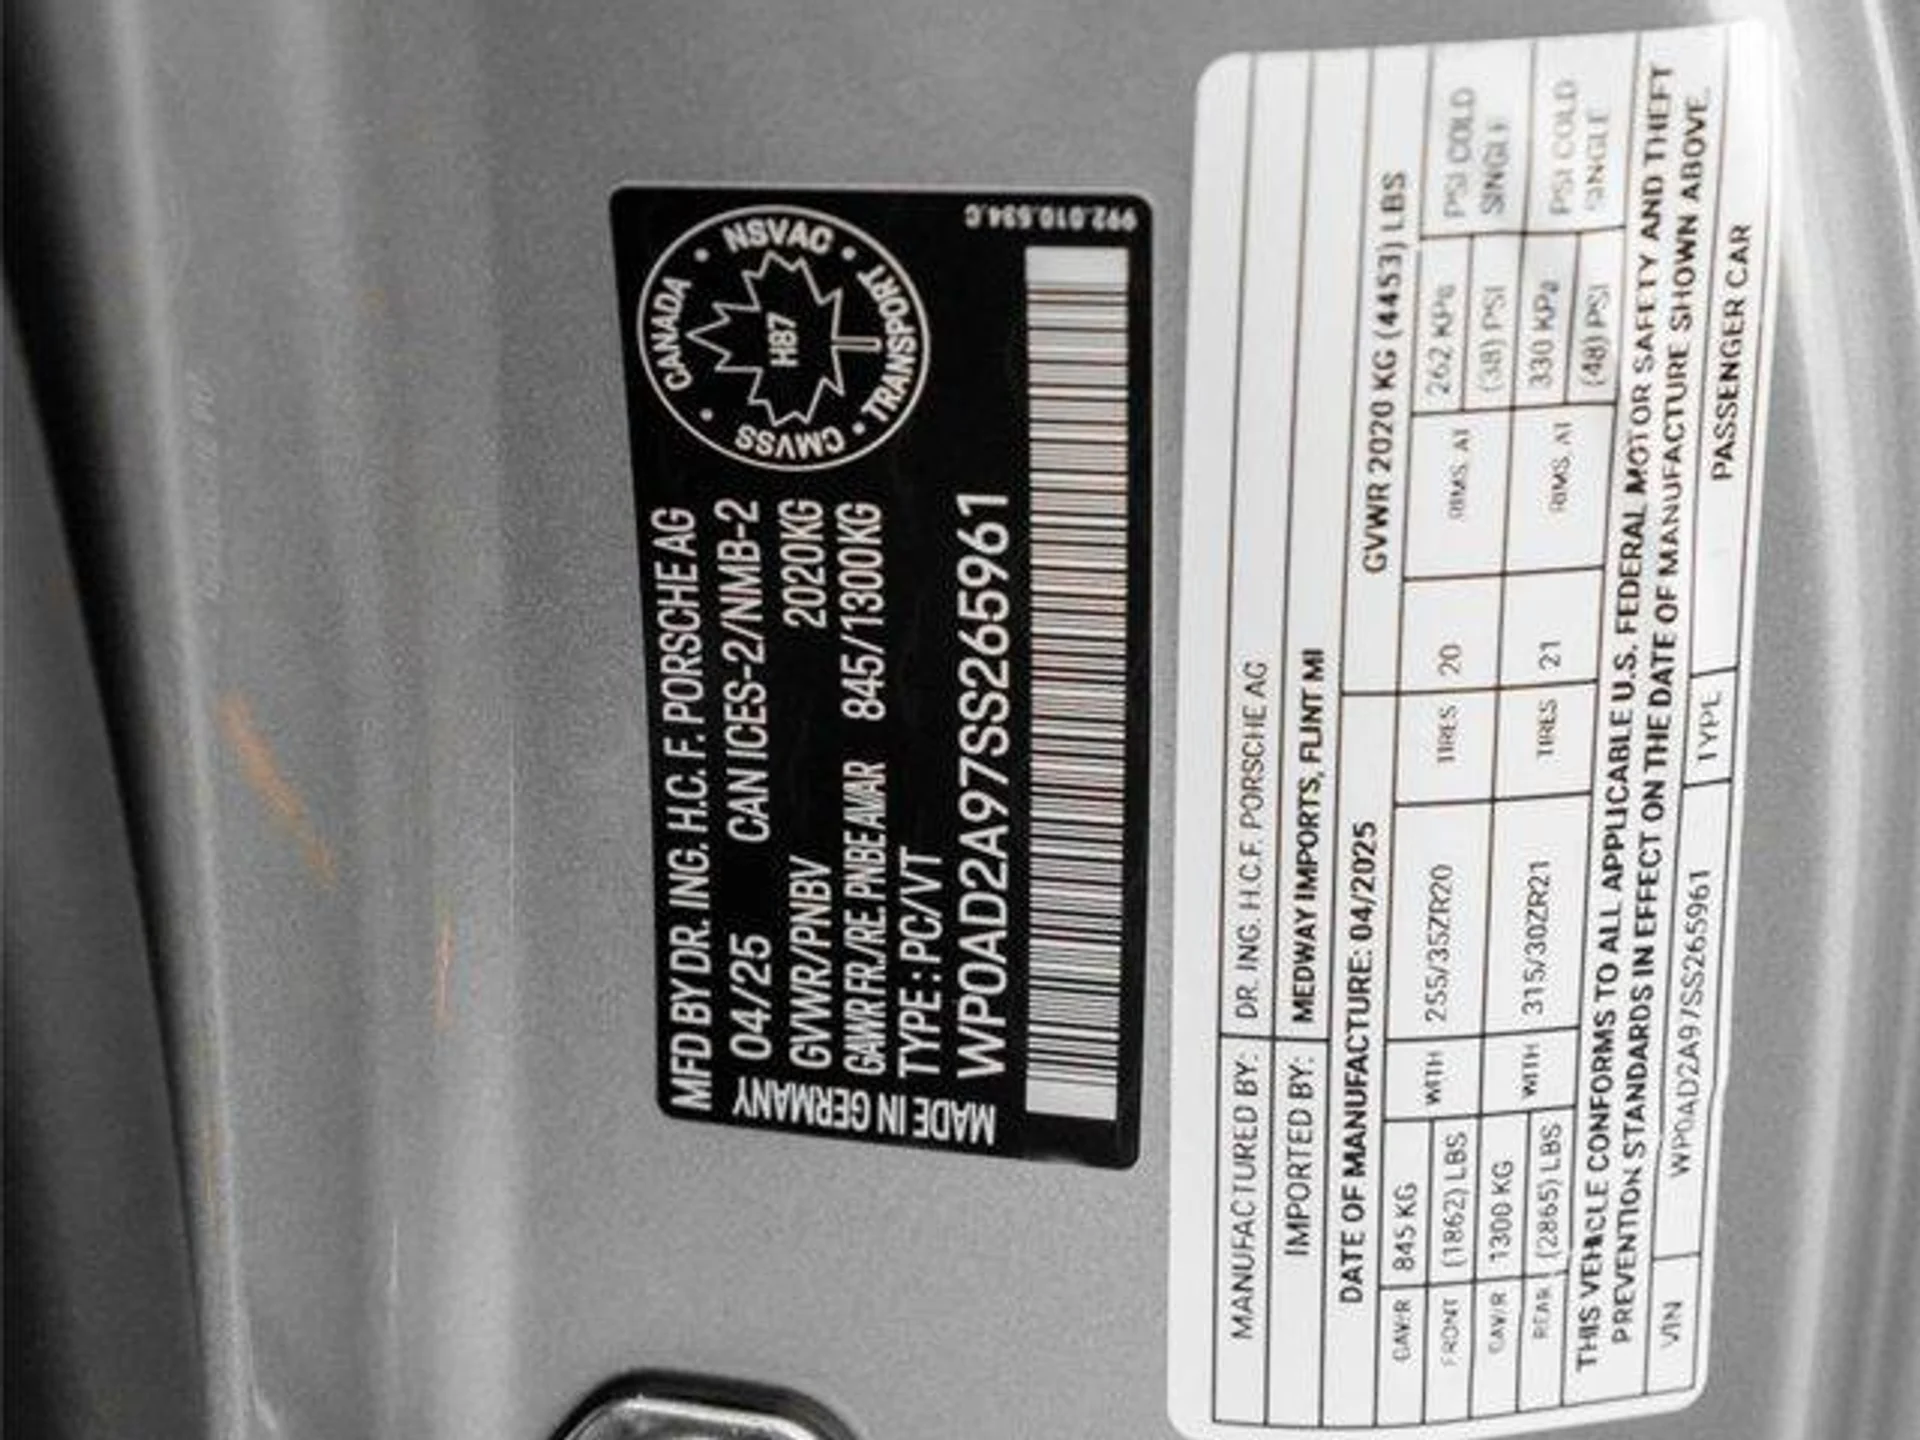 MFD BY DR. ING. H.C. F. PORSCHE AG
04/25 CAN ICES-2/NMB-2
GVWR/PNBV 2020KG
GAWR FR./RE. PNBE AV/AR 845/1300KG
TYPE : PC/VT
WP0AD2A97SS265961
MADE IN GERMANY
CANADA • NSVAC • TRANSPORT • CMVSS •
H87
992.010.534.C
MANUFACTURED BY: DR. ING. H.C.F. PORSCHE AG
IMPORTED BY: MEDWAY IMPORTS, FLINT MI
DATE OF MANUFACTURE: 04/2025 GVWR 2020 KG (4453) LBS
GAWR 845 KG WITH 255/35ZR20 TIRES 20 RIMS. AT 262 KPa PSI COLD
FRONT (1862) LBS (38) PSI SINGLE
GAWR 1300 KG WITH 315/30ZR21 TIRES 21 RIMS. AT 330 KPa PSI COLD
REAR (2865) LBS (48) PSI SINGLE
THIS VEHICLE CONFORMS TO ALL APPLICABLE U.S. FEDERAL MOTOR SAFETY AND THEFT
PREVENTION STANDARDS IN EFFECT ON THE DATE OF MANUFACTURE SHOWN ABOVE.
VIN WP0AD2A97SS265961 TYPE PASSENGER CAR